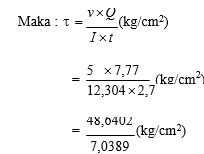 Maka : τ = v×Q / I×t (kg/cm²)
= 5 ×7,77 / 12,304×2,7 (kg/cm²)
= 48,6402 / 7,0389 (kg/cm²)